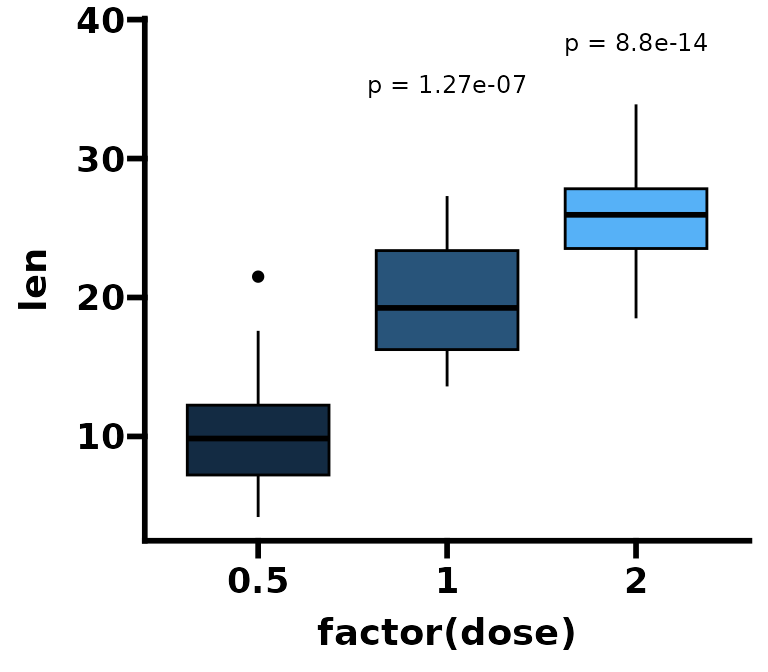 40
p = 8.8e-14
p = 1.27e-07
30
len
20
10
0.5 1 2
factor(dose)